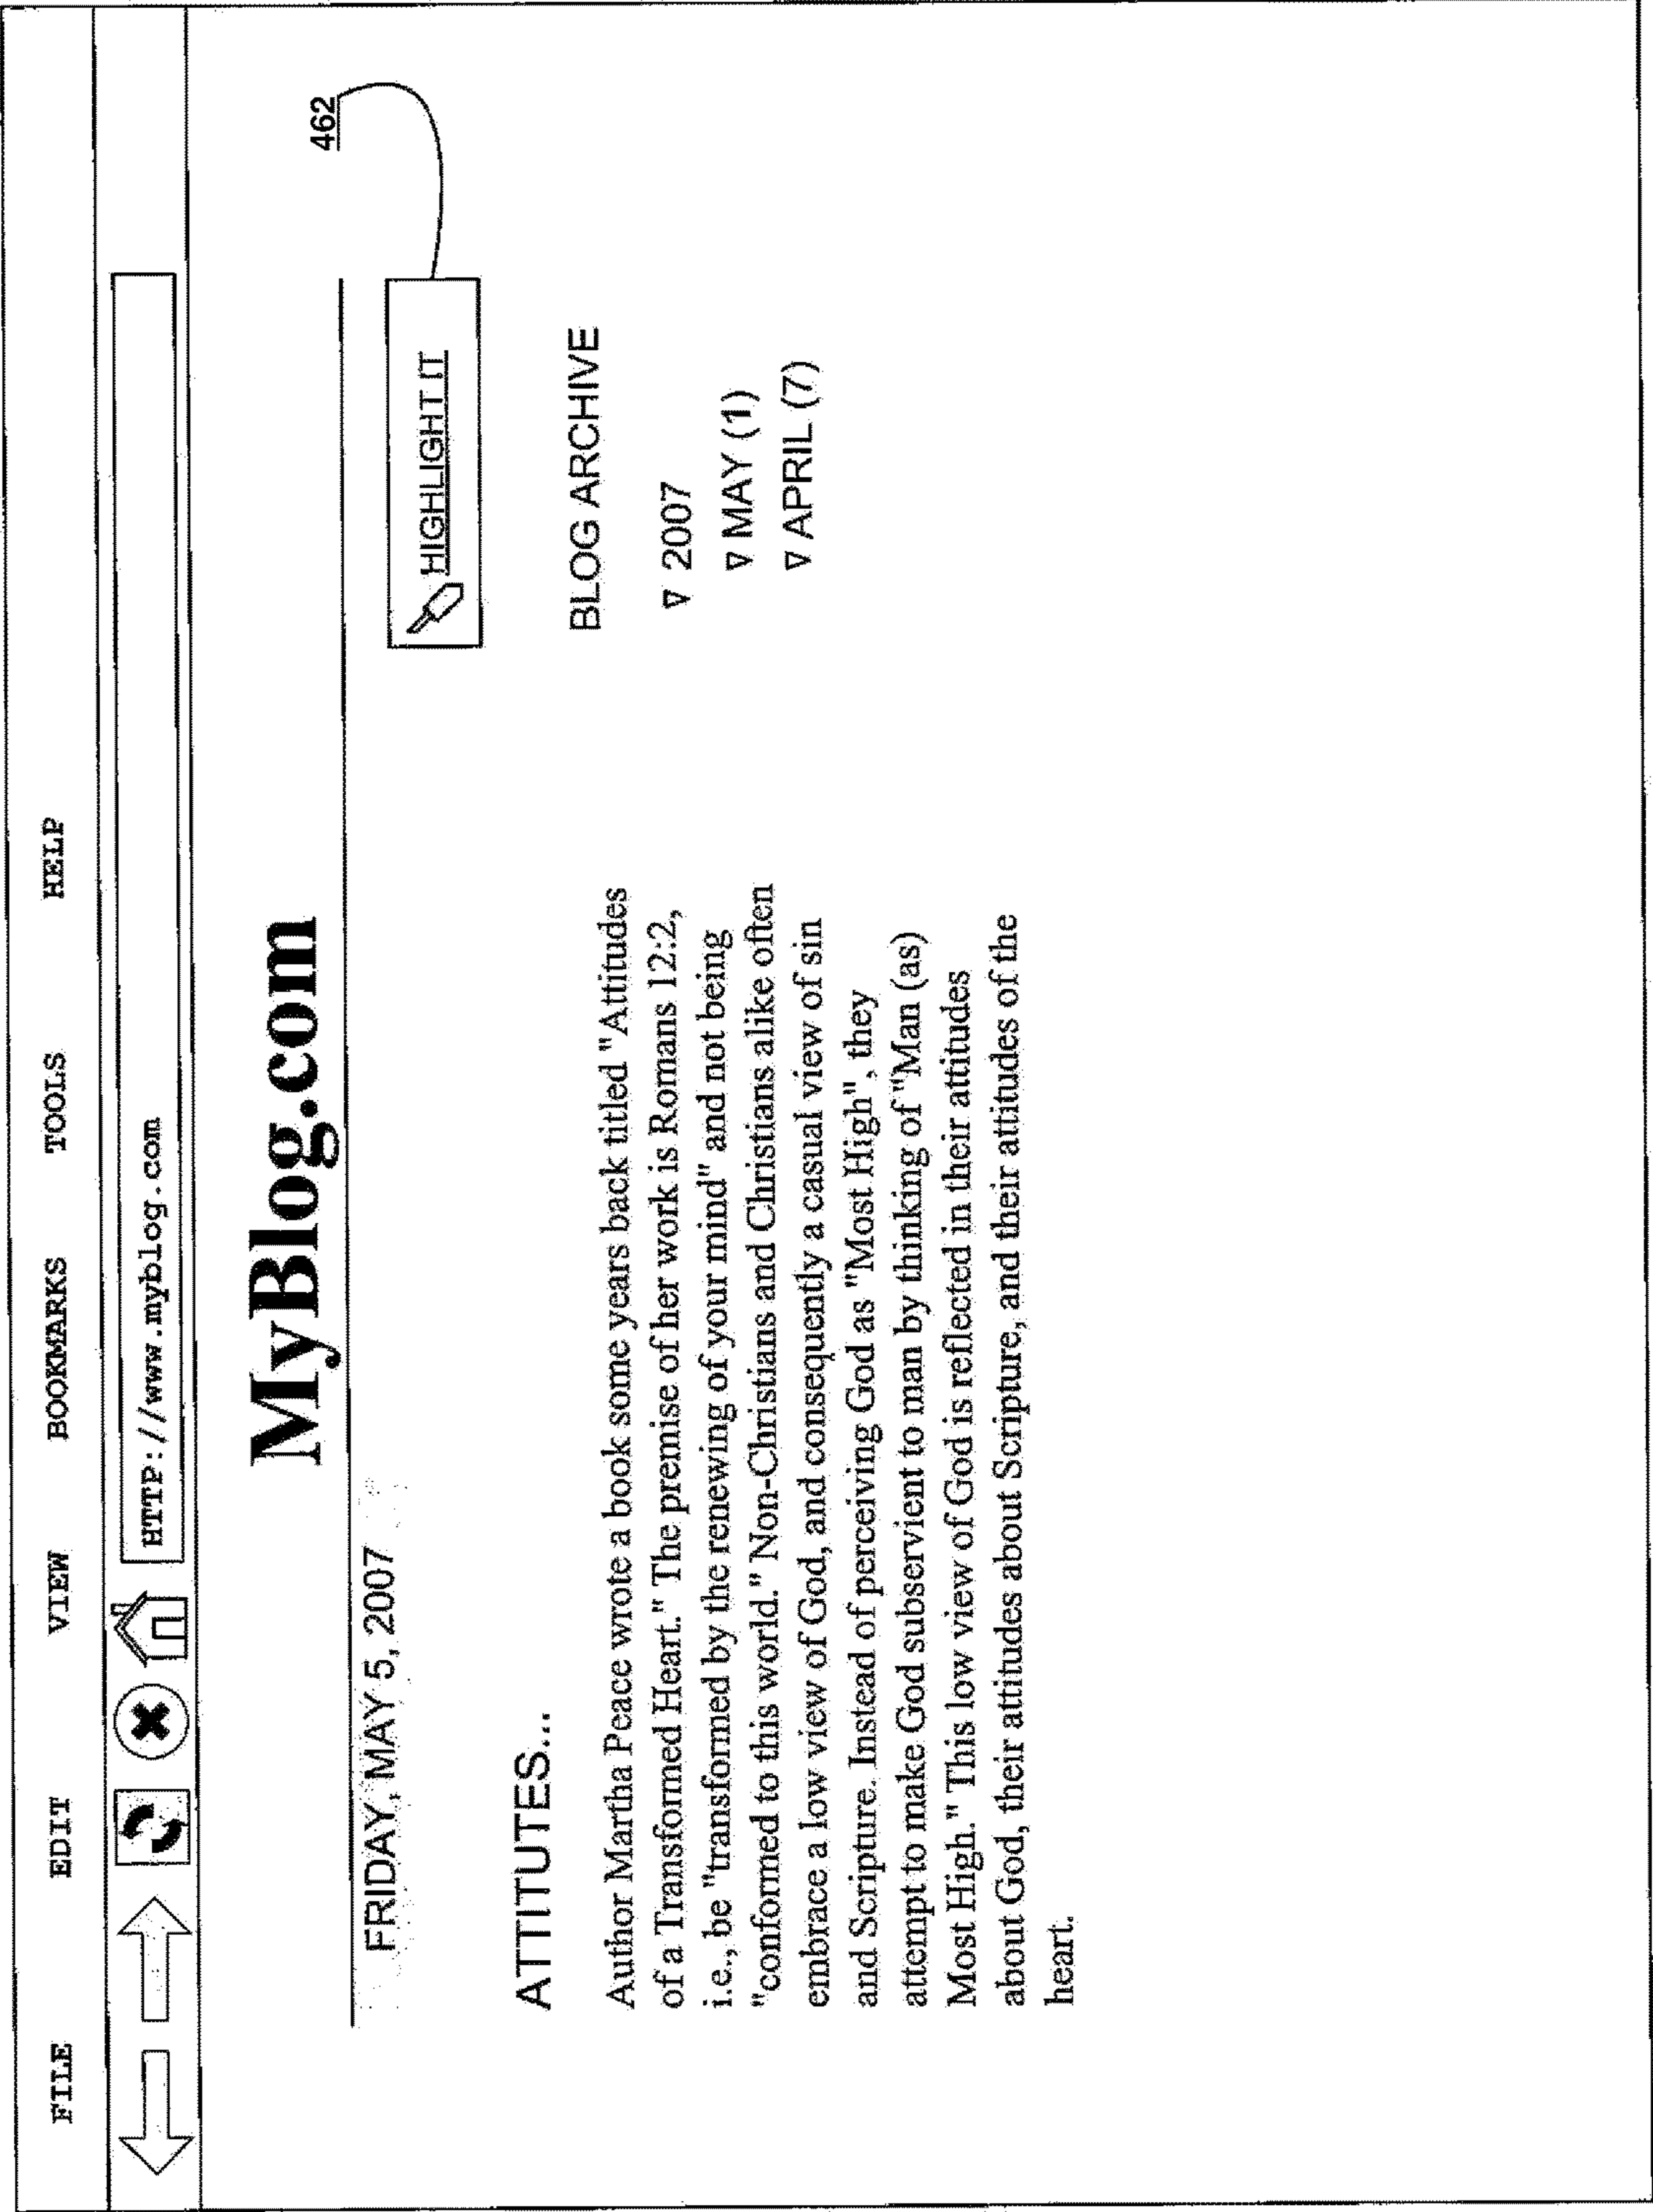 FILE EDIT VIEW BOOKMARKS TOOLS HELP
HTTP://www.myblog.com
MyBlog.com
462
FRIDAY, MAY 5, 2007
HIGHLIGHT IT
ATTITUTES...
Author Martha Peace wrote a book some years back titled "Attitudes
of a Transformed Heart." The premise of her work is Romans 12:2,
i.e., be "transformed by the renewing of your mind" and not being
"conformed to this world." Non-Christians and Christians alike often
embrace a low view of God, and consequently a casual view of sin
and Scripture. Instead of perceiving God as "Most High", they
attempt to make God subservient to man by thinking of "Man (as)
Most High." This low view of God is reflected in their attitudes
about God, their attitudes about Scripture, and their attitudes of the
heart.
BLOG ARCHIVE
∇ 2007
∇ MAY (1)
∇ APRIL (7)